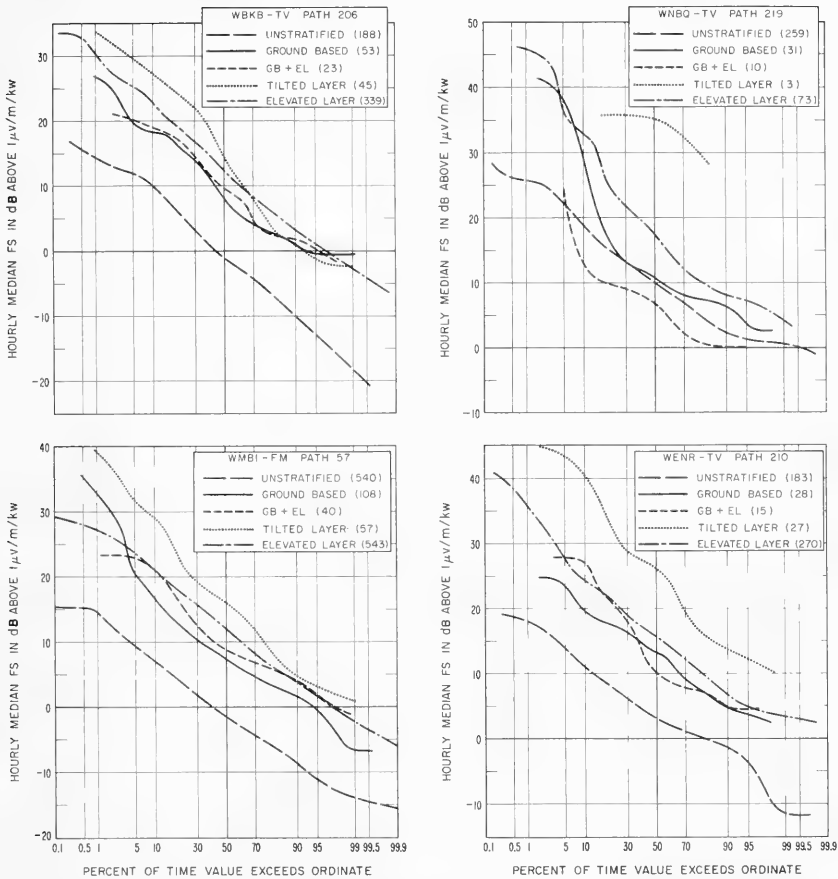 WBKB-TV PATH 206
UNSTRATIFIED (188)
GROUND BASED (53)
GB + EL (23)
TILTED LAYER (45)
ELEVATED LAYER (339)
HOURLY MEDIAN FS IN dB ABOVE 1μv/m/kw
30
20
10
0
-10
-20
WNBQ-TV PATH 219
UNSTRATIFIED (259)
GROUND BASED (31)
GB + EL (10)
TILTED LAYER (3)
ELEVATED LAYER (73)
HOURLY MEDIAN FS IN dB ABOVE 1μv/m/kw
50
40
30
20
10
0
-10
WMBI-FM PATH 57
UNSTRATIFIED (540)
GROUND BASED (108)
GB + EL (40)
TILTED LAYER (57)
ELEVATED LAYER (543)
HOURLY MEDIAN FS IN dB ABOVE 1μv/m/kw
40
30
20
10
0
-10
-20
0.1 0.5 1 5 10 30 50 70 90 95 99 99.5 99.9
PERCENT OF TIME VALUE EXCEEDS ORDINATE
WENR-TV PATH 210
UNSTRATIFIED (183)
GROUND BASED (28)
GB + EL (15)
TILTED LAYER (27)
ELEVATED LAYER (270)
HOURLY MEDIAN FS IN dB ABOVE 1μv/m/kw
40
30
20
10
0
-10
0.1 0.5 1 5 10 30 50 70 90 95 99 99.5 99.9
PERCENT OF TIME VALUE EXCEEDS ORDINATE